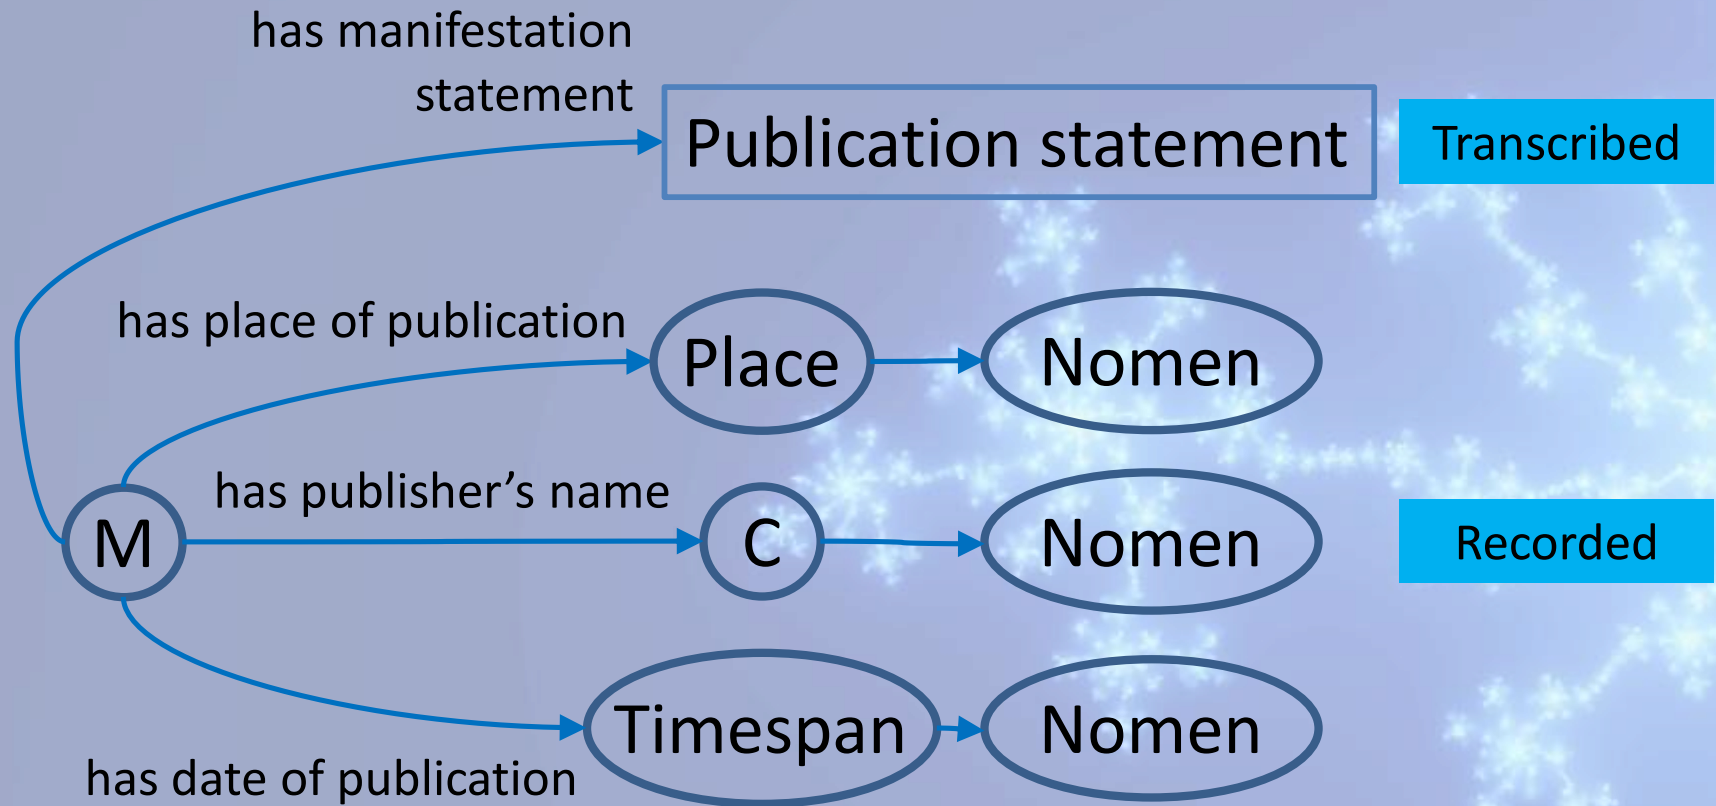 has manifestation
statement
Publication statement
Transcribed
has place of publication
Place
Nomen
has publisher’s name
M
C
Nomen
Recorded
Timespan
Nomen
has date of publication